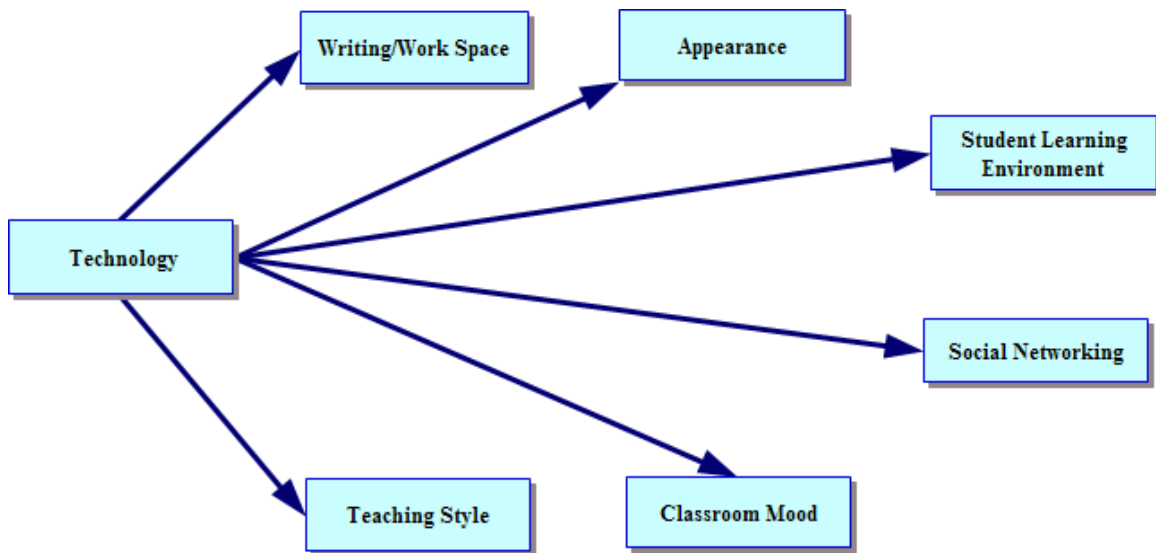 Writing/Work Space
Appearance
Student Learning
Environment
Technology
Social Networking
Teaching Style
Classroom Mood